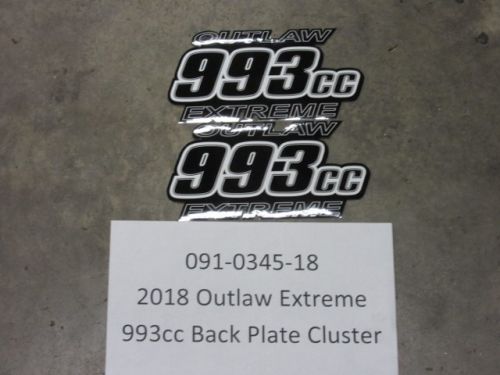 OUTLAW
993cc
EXTREME
OUTLAW
993cc
EXTREME
091-0345-18
2018 Outlaw Extreme
993cc Back Plate Cluster